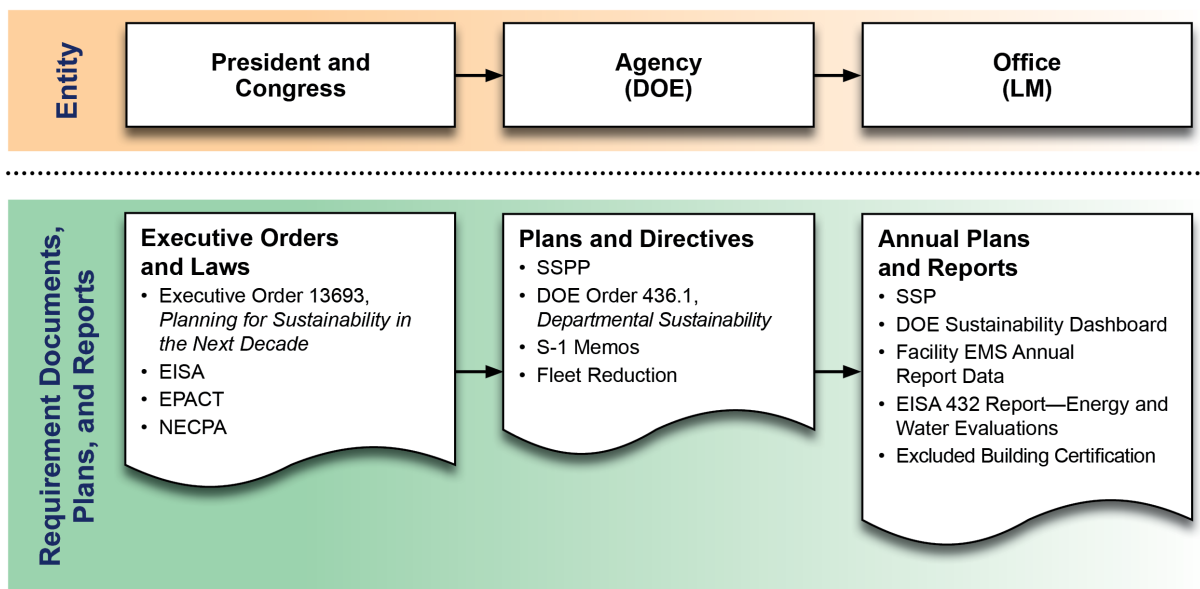 Entity
President and
Congress
Agency
(DOE)
Office
(LM)
Requirement Documents,
Plans, and Reports
Executive Orders
and Laws
• Executive Order 13693,
Planning for Sustainability in
the Next Decade
• EISA
• EPACT
• NECPA
Plans and Directives
• SSPP
• DOE Order 436.1,
Departmental Sustainability
• S-1 Memos
• Fleet Reduction
Annual Plans
and Reports
• SSP
• DOE Sustainability Dashboard
• Facility EMS Annual
Report Data
• EISA 432 Report—Energy and
Water Evaluations
• Excluded Building Certification